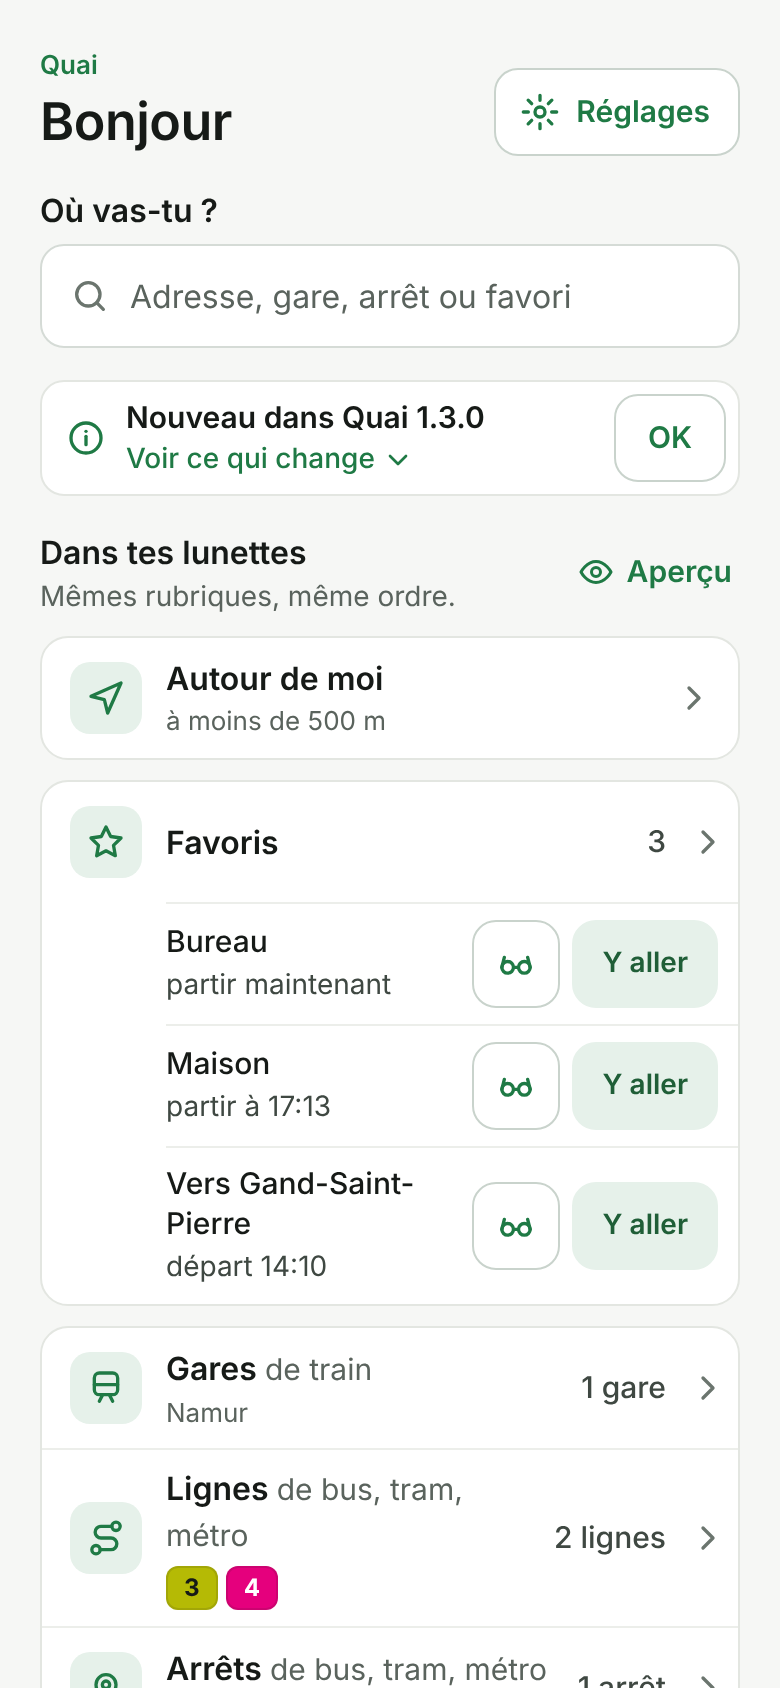 Quai
Bonjour
Réglages
Où vas-tu ?
Adresse, gare, arrêt ou favori
Nouveau dans Quai 1.3.0
Voir ce qui change
OK
Dans tes lunettes
Mêmes rubriques, même ordre.
Aperçu
Autour de moi
à moins de 500 m
Favoris
3
Bureau
partir maintenant
Y aller
Maison
partir à 17:13
Y aller
Vers Gand-Saint-
Pierre
départ 14:10
Y aller
Gares de train
Namur
1 gare
Lignes de bus, tram,
métro
2 lignes
3 4
Arrêts de bus, tram, métro
1 arrêt